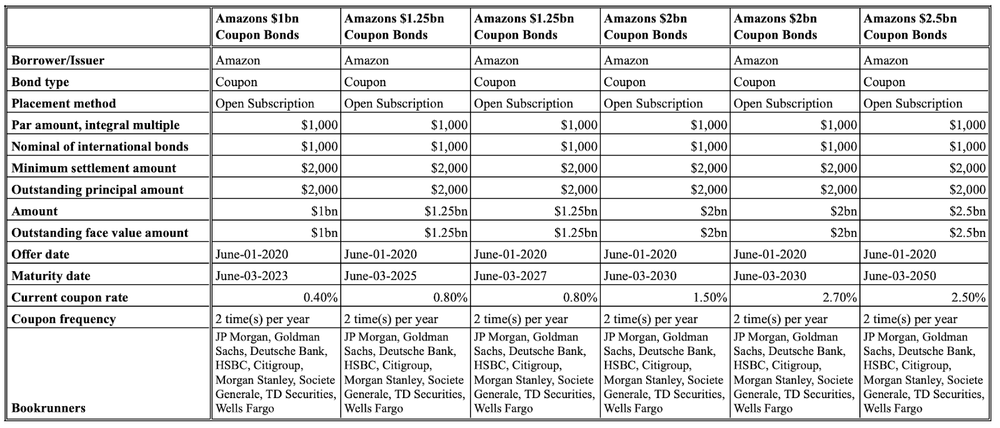 Amazons $1bn Coupon Bonds | Amazons $1.25bn Coupon Bonds | Amazons $1.25bn Coupon Bonds | Amazons $2bn Coupon Bonds | Amazons $2bn Coupon Bonds | Amazons $2.5bn Coupon Bonds
Borrower/Issuer | Amazon | Amazon | Amazon | Amazon | Amazon | Amazon
Bond type | Coupon | Coupon | Coupon | Coupon | Coupon | Coupon
Placement method | Open Subscription | Open Subscription | Open Subscription | Open Subscription | Open Subscription | Open Subscription
Par amount, integral multiple | $1,000 | $1,000 | $1,000 | $1,000 | $1,000 | $1,000
Nominal of international bonds | $1,000 | $1,000 | $1,000 | $1,000 | $1,000 | $1,000
Minimum settlement amount | $2,000 | $2,000 | $2,000 | $2,000 | $2,000 | $2,000
Outstanding principal amount | $2,000 | $2,000 | $2,000 | $2,000 | $2,000 | $2,000
Amount | $1bn | $1.25bn | $1.25bn | $2bn | $2bn | $2.5bn
Outstanding face value amount | $1bn | $1.25bn | $1.25bn | $2bn | $2bn | $2.5bn
Offer date | June-01-2020 | June-01-2020 | June-01-2020 | June-01-2020 | June-01-2020 | June-01-2020
Maturity date | June-03-2023 | June-03-2025 | June-03-2027 | June-03-2030 | June-03-2030 | June-03-2050
Current coupon rate | 0.40% | 0.80% | 0.80% | 1.50% | 2.70% | 2.50%
Coupon frequency | 2 time(s) per year | 2 time(s) per year | 2 time(s) per year | 2 time(s) per year | 2 time(s) per year | 2 time(s) per year
JP Morgan, Goldman | JP Morgan, Goldman | JP Morgan, Goldman | JP Morgan, Goldman | JP Morgan, Goldman | JP Morgan, Goldman
Sachs, Deutsche Bank, | Sachs, Deutsche Bank, | Sachs, Deutsche Bank, | Sachs, Deutsche Bank, | Sachs, Deutsche Bank, | Sachs, Deutsche Bank,
HSBC, Citigroup, | HSBC, Citigroup, | HSBC, Citigroup, | HSBC, Citigroup, | HSBC, Citigroup, | HSBC, Citigroup,
Morgan Stanley, Societe | Morgan Stanley, Societe | Morgan Stanley, Societe | Morgan Stanley, Societe | Morgan Stanley, Societe | Morgan Stanley, Societe
Generale, TD Securities, | Generale, TD Securities, | Generale, TD Securities, | Generale, TD Securities, | Generale, TD Securities, | Generale, TD Securities,
Bookrunners | Wells Fargo | Wells Fargo | Wells Fargo | Wells Fargo | Wells Fargo | Wells Fargo